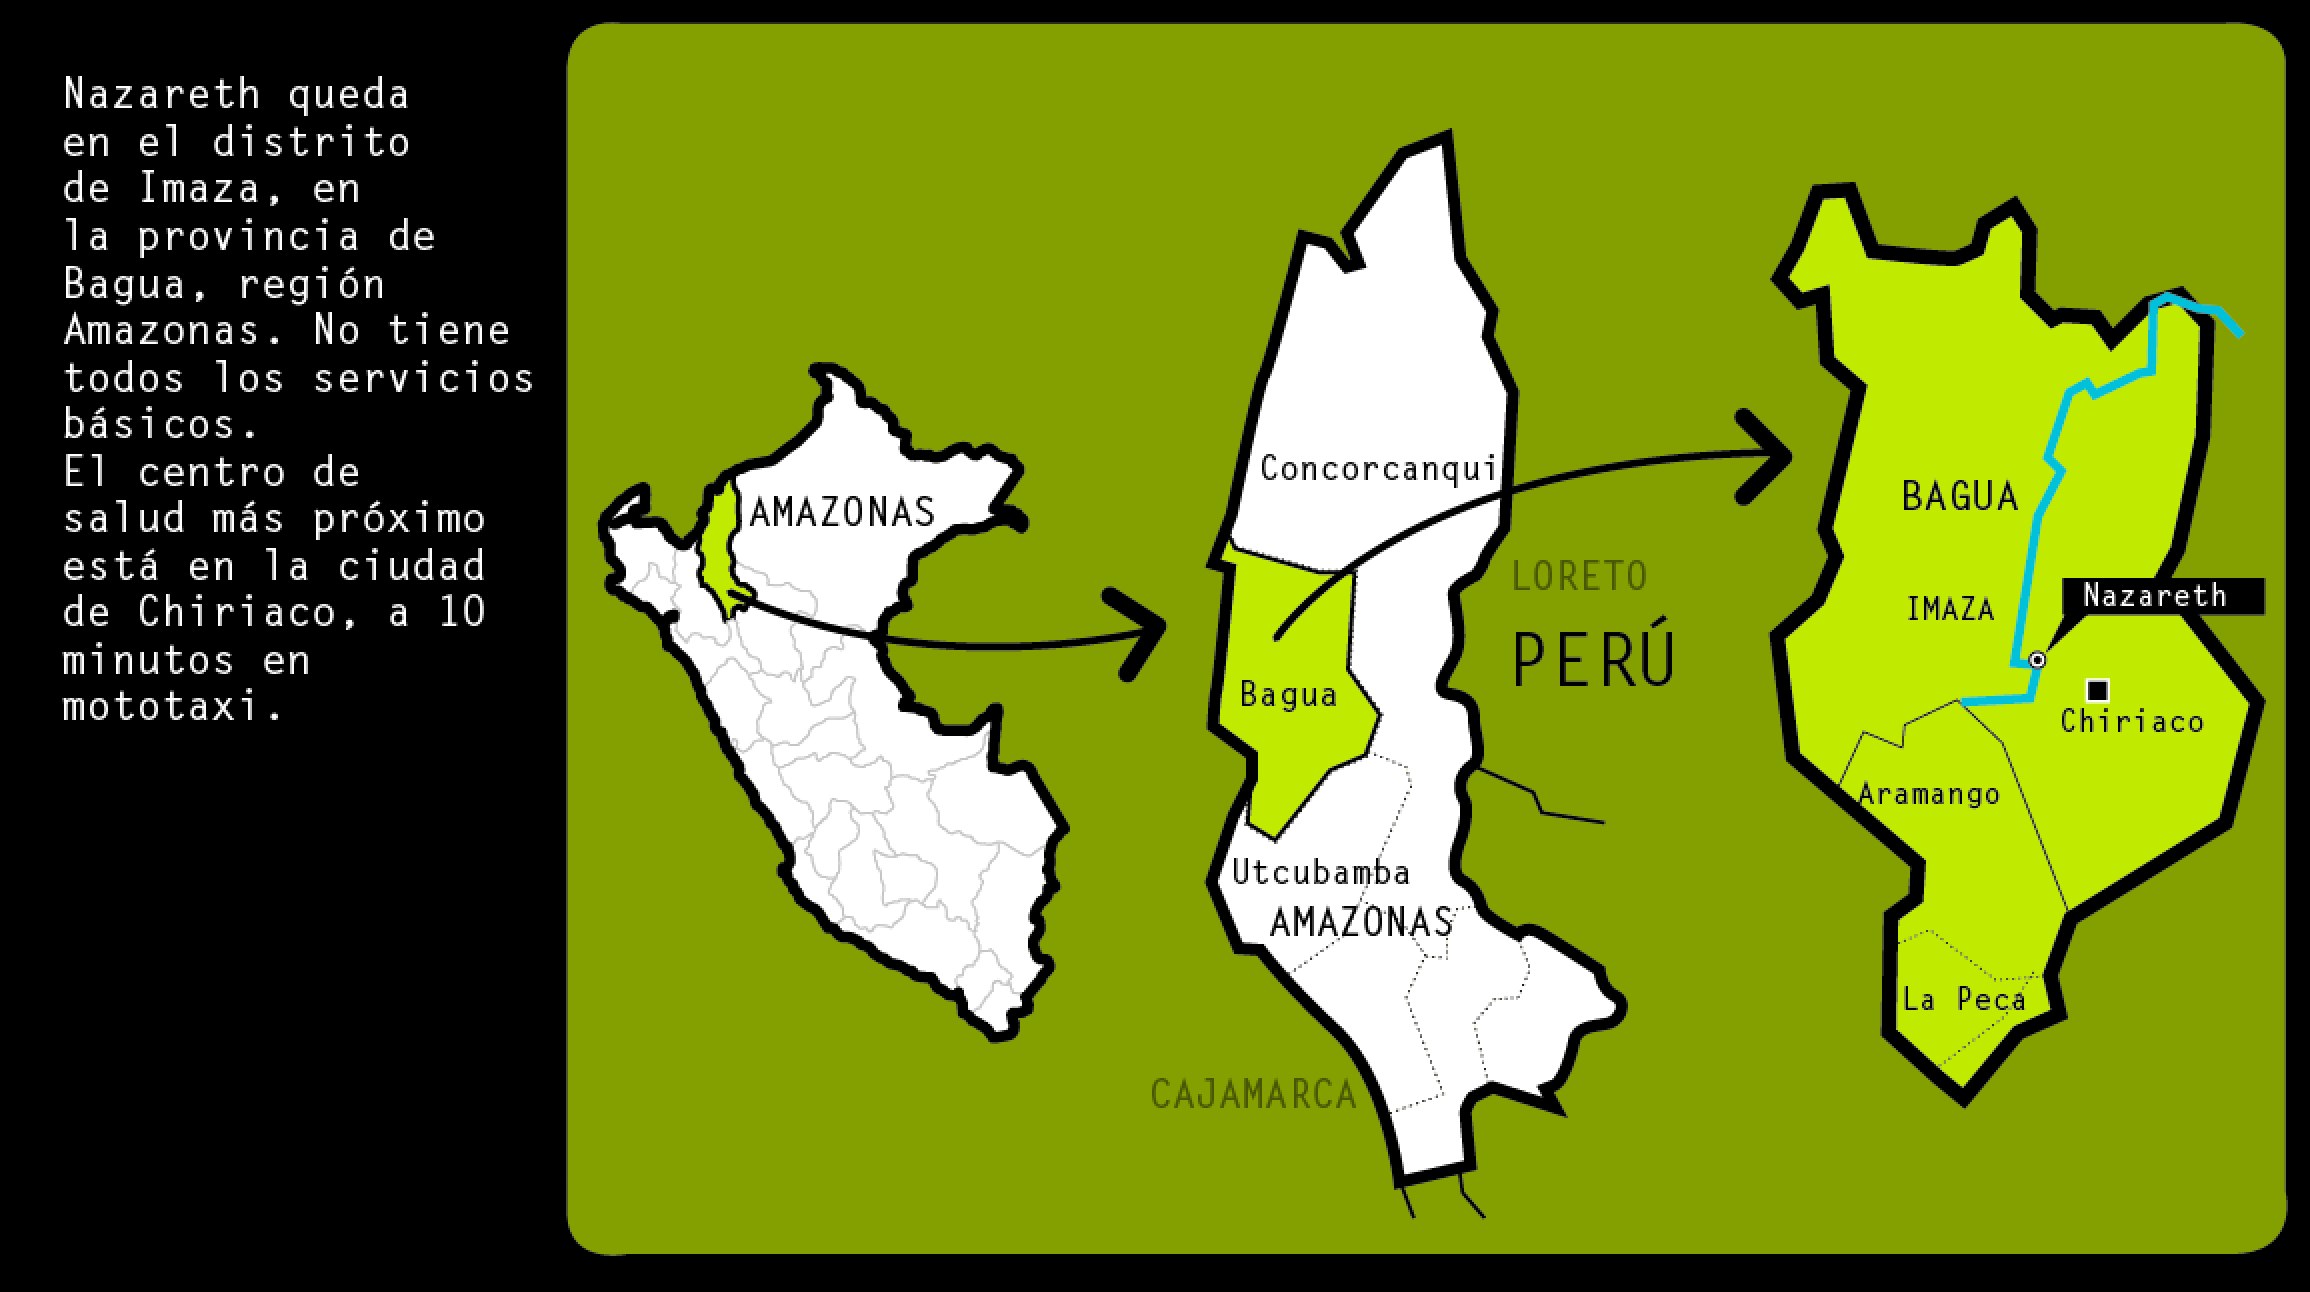 Nazareth queda
en el distrito
de Imaza, en
la provincia de
Bagua, región
Amazonas. No tiene
todos los servicios
básicos.
El centro de
salud más próximo
está en la ciudad
de Chiriaco, a 10
minutos en
mototaxi.
AMAZONAS
Concorcanqui
Bagua
Utcubamba
AMAZONAS
LORETO
PERÚ
CAJAMARCA
BAGUA
IMAZA
Nazareth
Chiriaco
Aramango
La Peca